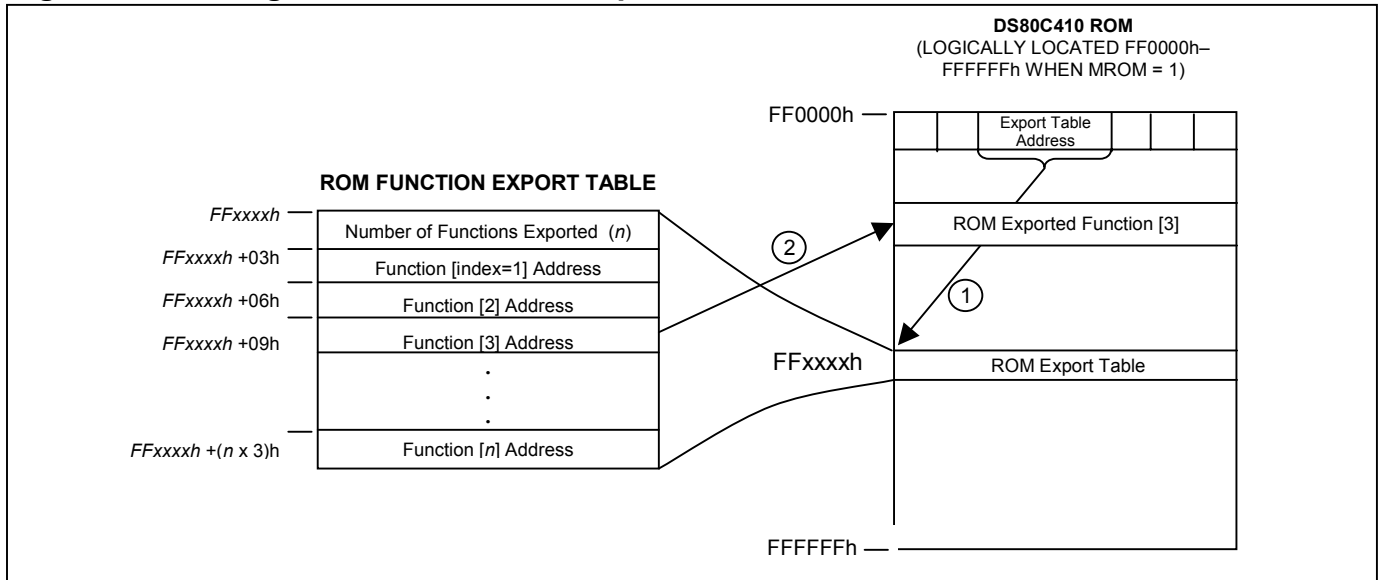 DS80C410 ROM
(LOGICALLY LOCATED FF0000h–
FFFFFFh WHEN MROM = 1)
FF0000h
Export Table
Address
ROM FUNCTION EXPORT TABLE
FFxxxxh
Number of Functions Exported (n)
FFxxxxh +03h
Function [index=1] Address
FFxxxxh +06h
Function [2] Address
FFxxxxh +09h
Function [3] Address
.
.
.
FFxxxxh +(n x 3)h
Function [n] Address
2
ROM Exported Function [3]
1
FFxxxxh
ROM Export Table
FFFFFFh